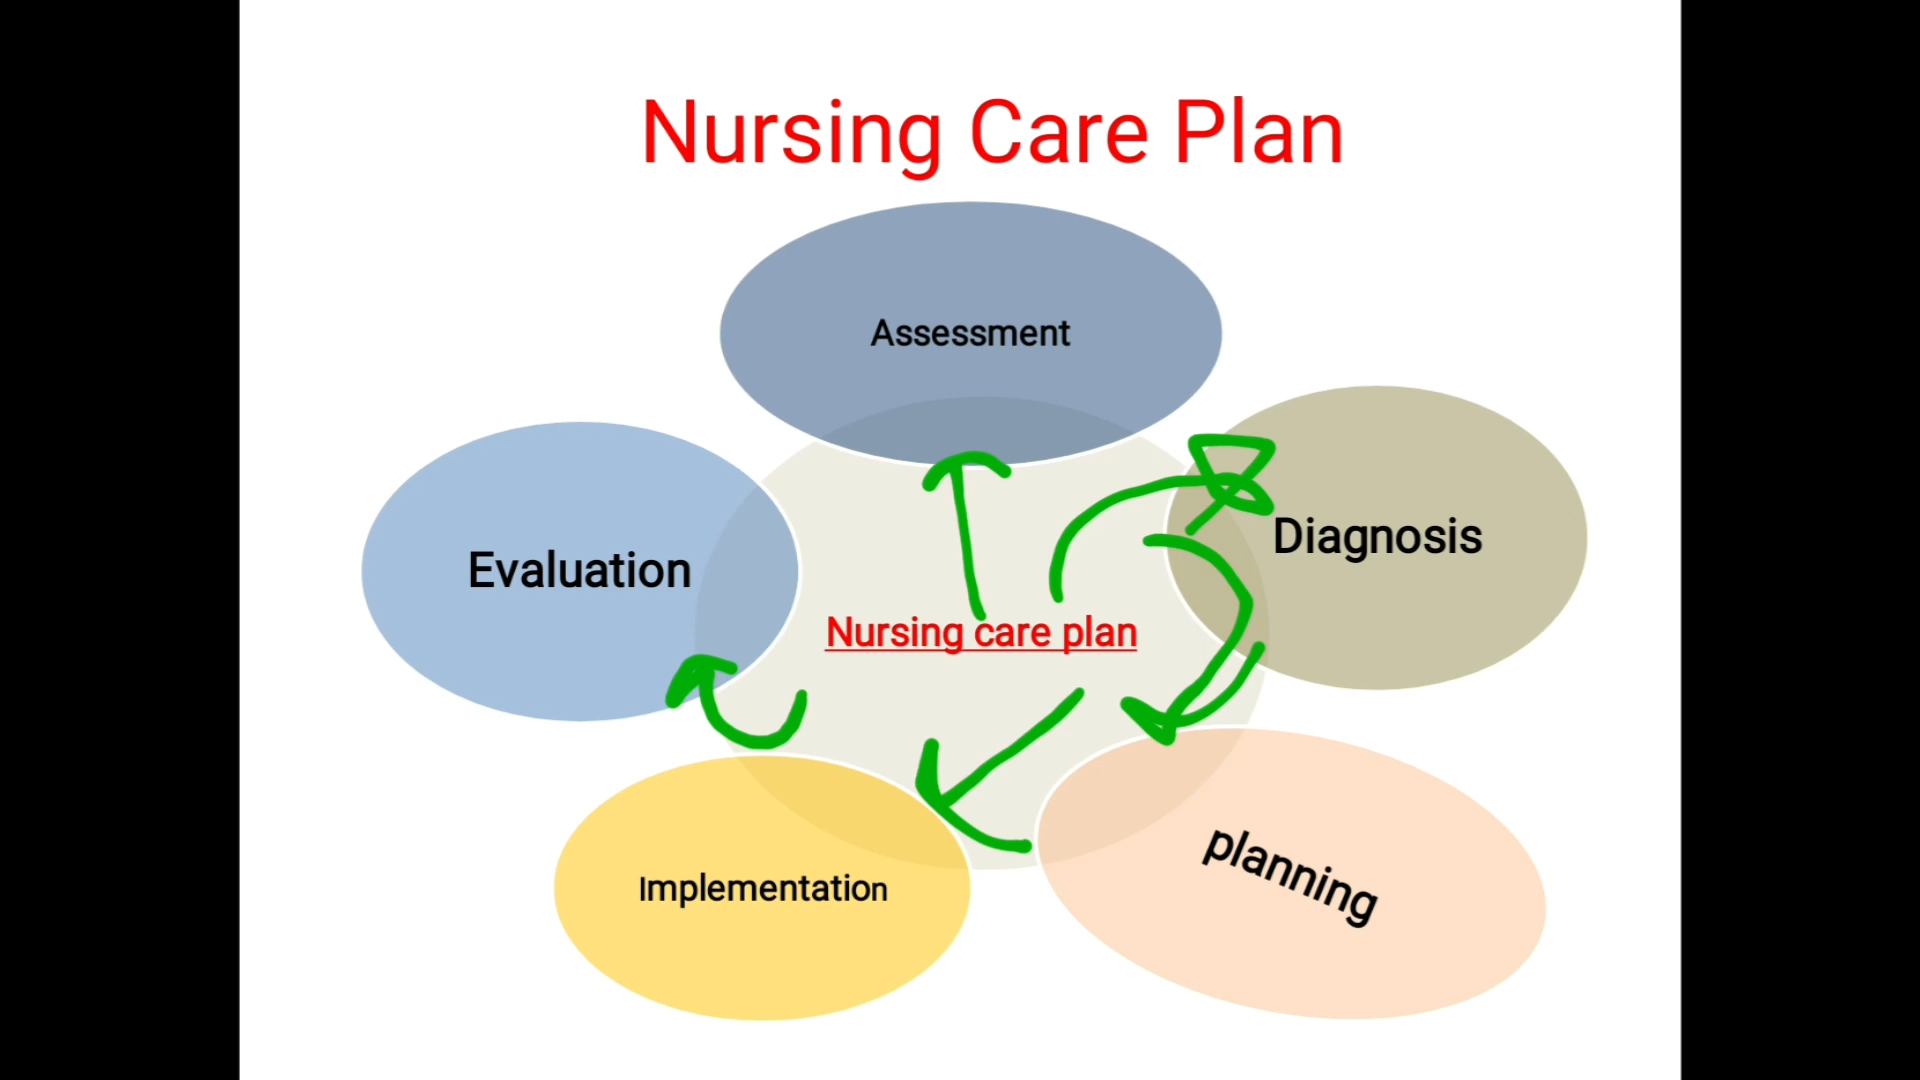 Nursing Care Plan
Assessment
Diagnosis
Evaluation
Nursing care plan
planning
Implementation